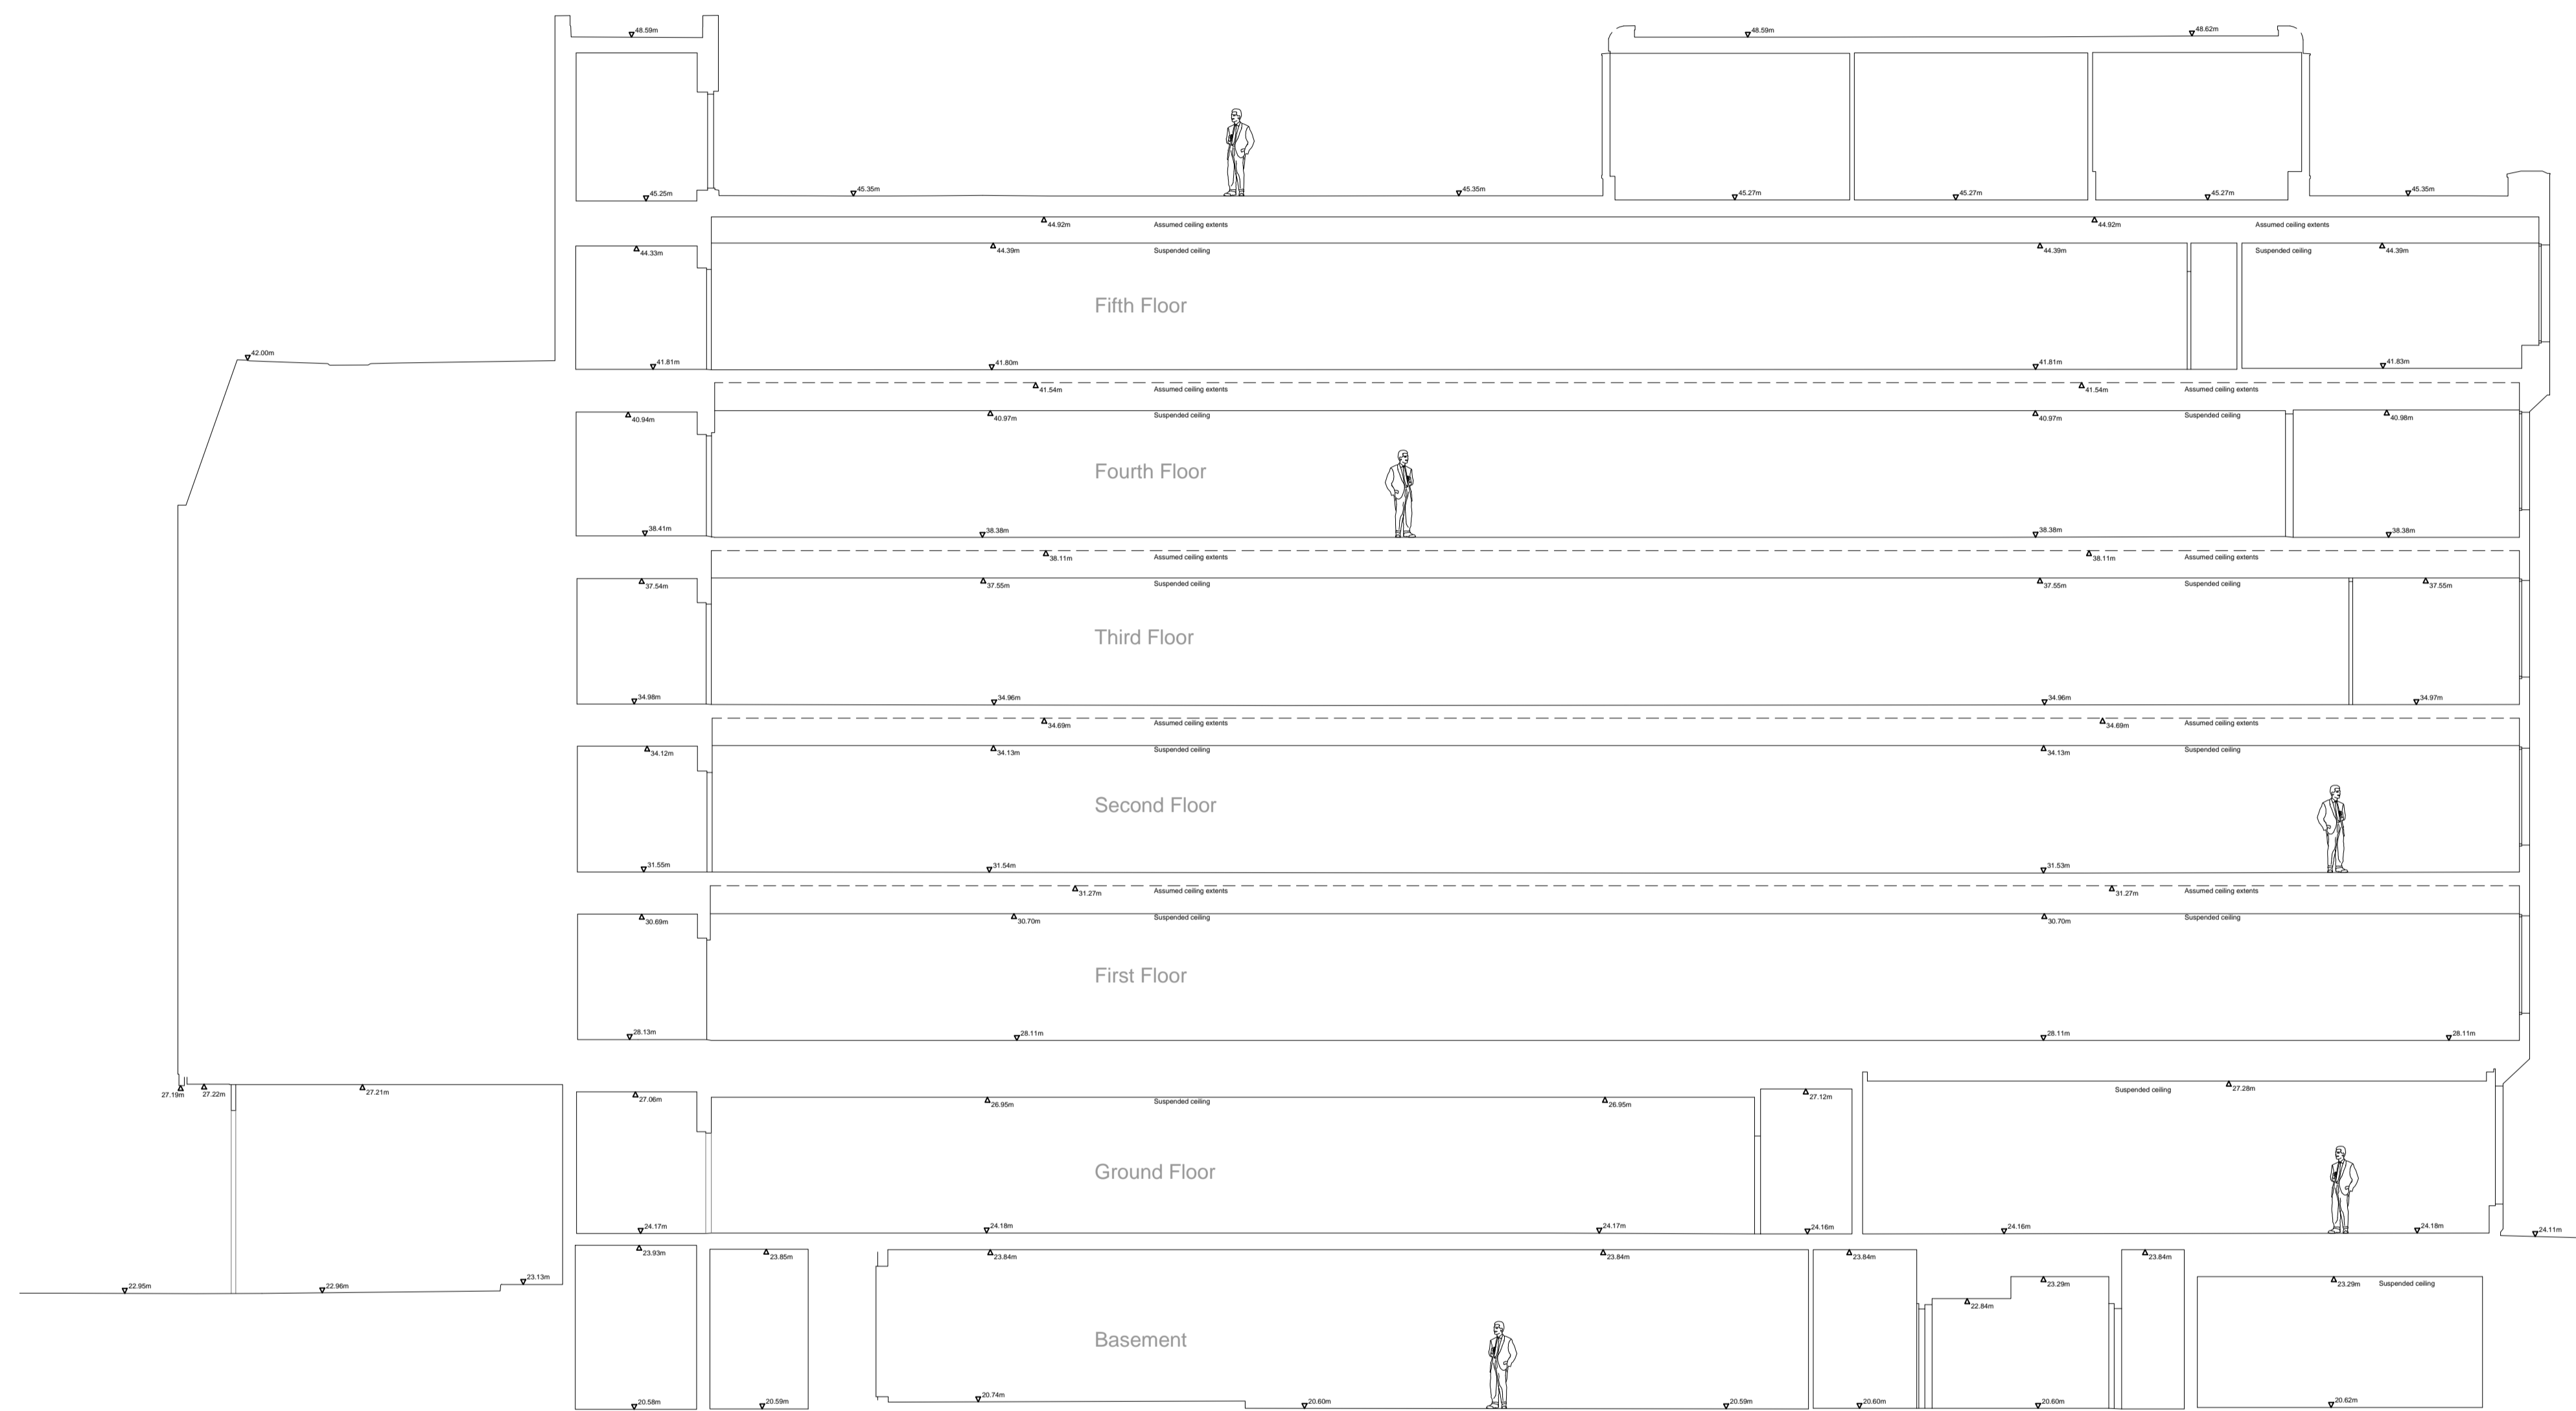 48.59m
48.59m
48.62m
45.25m
45.35m
45.35m
45.27m
45.27m
45.27m
45.35m
44.92m
Assumed ceiling extents
44.92m
Assumed ceiling extents
44.33m
44.39m
Suspended ceiling
44.39m
Suspended ceiling
44.39m
Fifth Floor
42.00m
41.81m
41.80m
41.81m
41.83m
41.54m
Assumed ceiling extents
41.54m
Assumed ceiling extents
40.94m
40.97m
Suspended ceiling
40.97m
Suspended ceiling
40.98m
Fourth Floor
38.41m
38.38m
38.38m
38.38m
38.11m
Assumed ceiling extents
38.11m
Assumed ceiling extents
37.54m
37.55m
Suspended ceiling
37.55m
Suspended ceiling
37.55m
Third Floor
34.98m
34.96m
34.96m
34.97m
34.69m
Assumed ceiling extents
34.69m
Assumed ceiling extents
34.12m
34.13m
Suspended ceiling
34.13m
Suspended ceiling
Second Floor
31.55m
31.54m
31.53m
31.27m
Assumed ceiling extents
31.27m
Assumed ceiling extents
30.69m
30.70m
Suspended ceiling
30.70m
Suspended ceiling
First Floor
28.13m
28.11m
28.11m
28.11m
27.19m
27.22m
27.21m
27.06m
26.95m
Suspended ceiling
26.95m
27.12m
Suspended ceiling
27.28m
Ground Floor
24.17m
24.18m
24.17m
24.16m
24.16m
24.18m
24.11m
23.93m
23.85m
23.84m
23.84m
23.84m
23.84m
22.95m
22.96m
23.13m
22.84m
23.29m
23.29m
Suspended ceiling
Basement
20.58m
20.59m
20.74m
20.60m
20.59m
20.60m
20.60m
20.62m